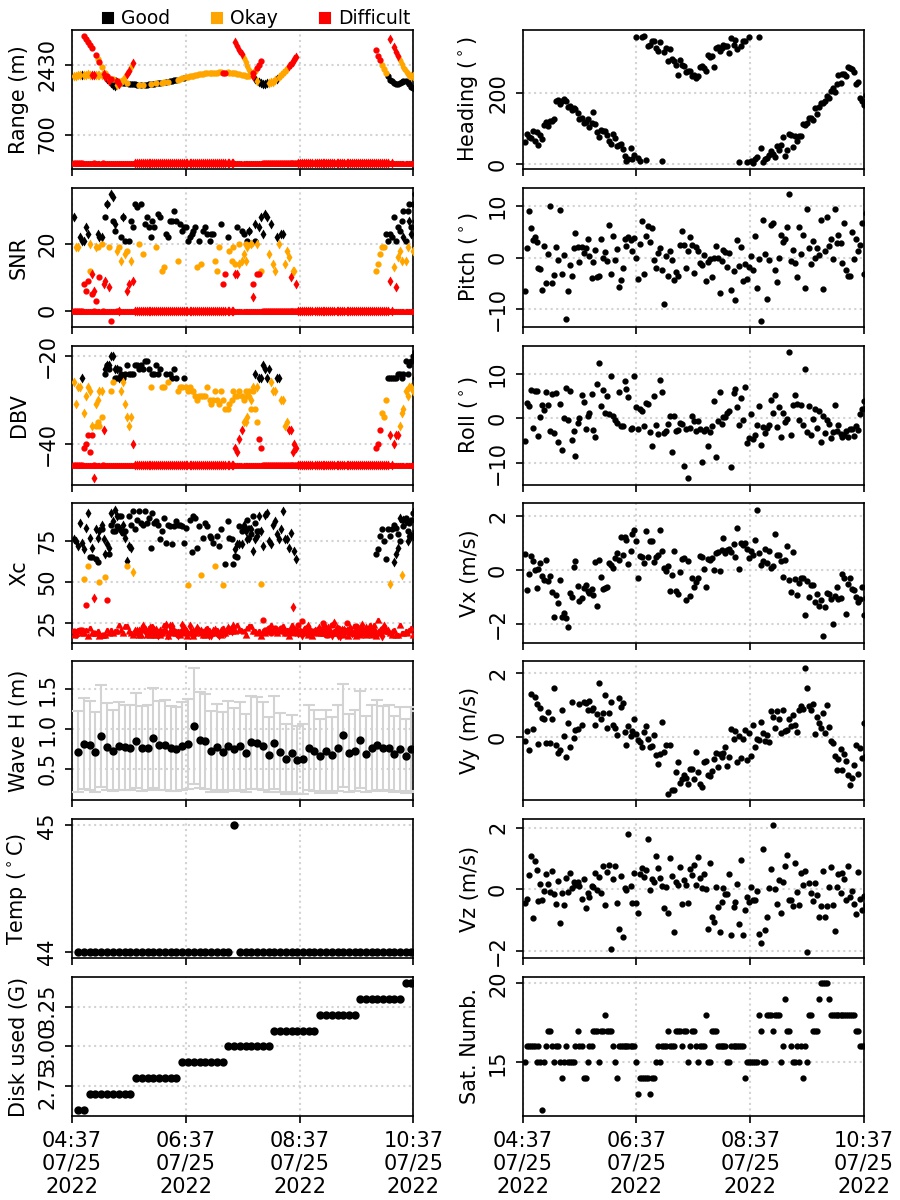 Good Okay Difficult
Range (m)
2430
700
Heading (°)
200
0
SNR
20
0
Pitch (°)
10
0
−10
DBV
−20
−40
Roll (°)
10
0
−10
Xc
75
50
25
Vx (m/s)
2
0
−2
Wave H (m)
1.5
1.0
0.5
Vy (m/s)
2
0
Temp (°C)
45
44
Vz (m/s)
2
0
−2
Disk used (G)
3.25
3.00
2.75
Sat. Numb.
20
15
04:37 06:37 08:37 10:37 04:37 06:37 08:37 10:37
07/25 07/25 07/25 07/25 07/25 07/25 07/25 07/25
2022 2022 2022 2022 2022 2022 2022 2022